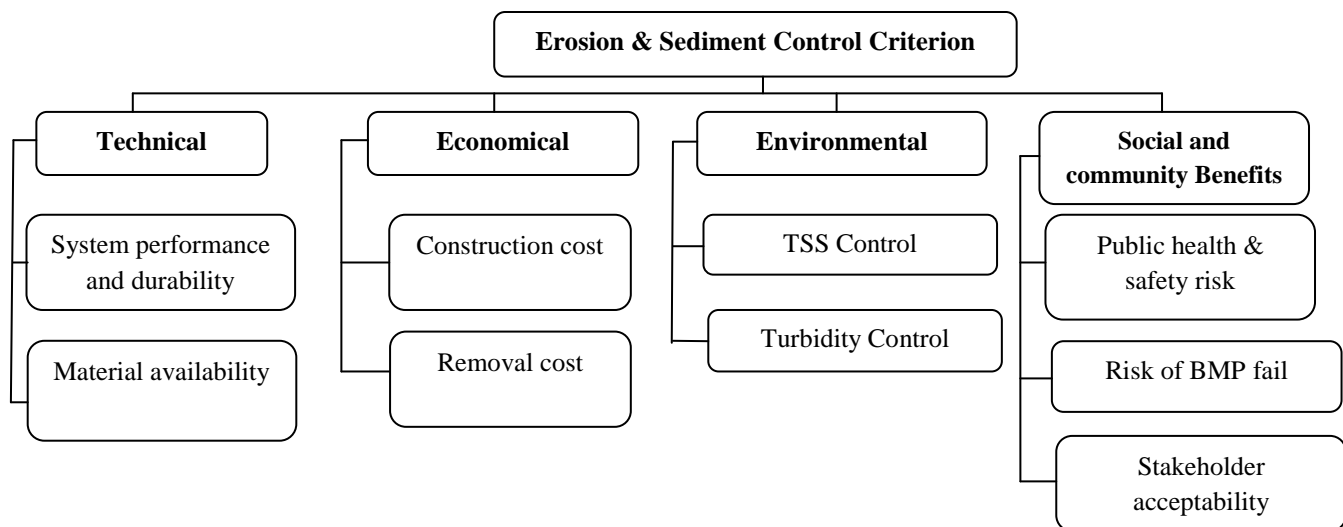 Erosion & Sediment Control Criterion
Technical
Economical
Environmental
Social and
community Benefits
System performance
and durability
Material availability
Construction cost
Removal cost
TSS Control
Turbidity Control
Public health &
safety risk
Risk of BMP fail
Stakeholder
acceptability